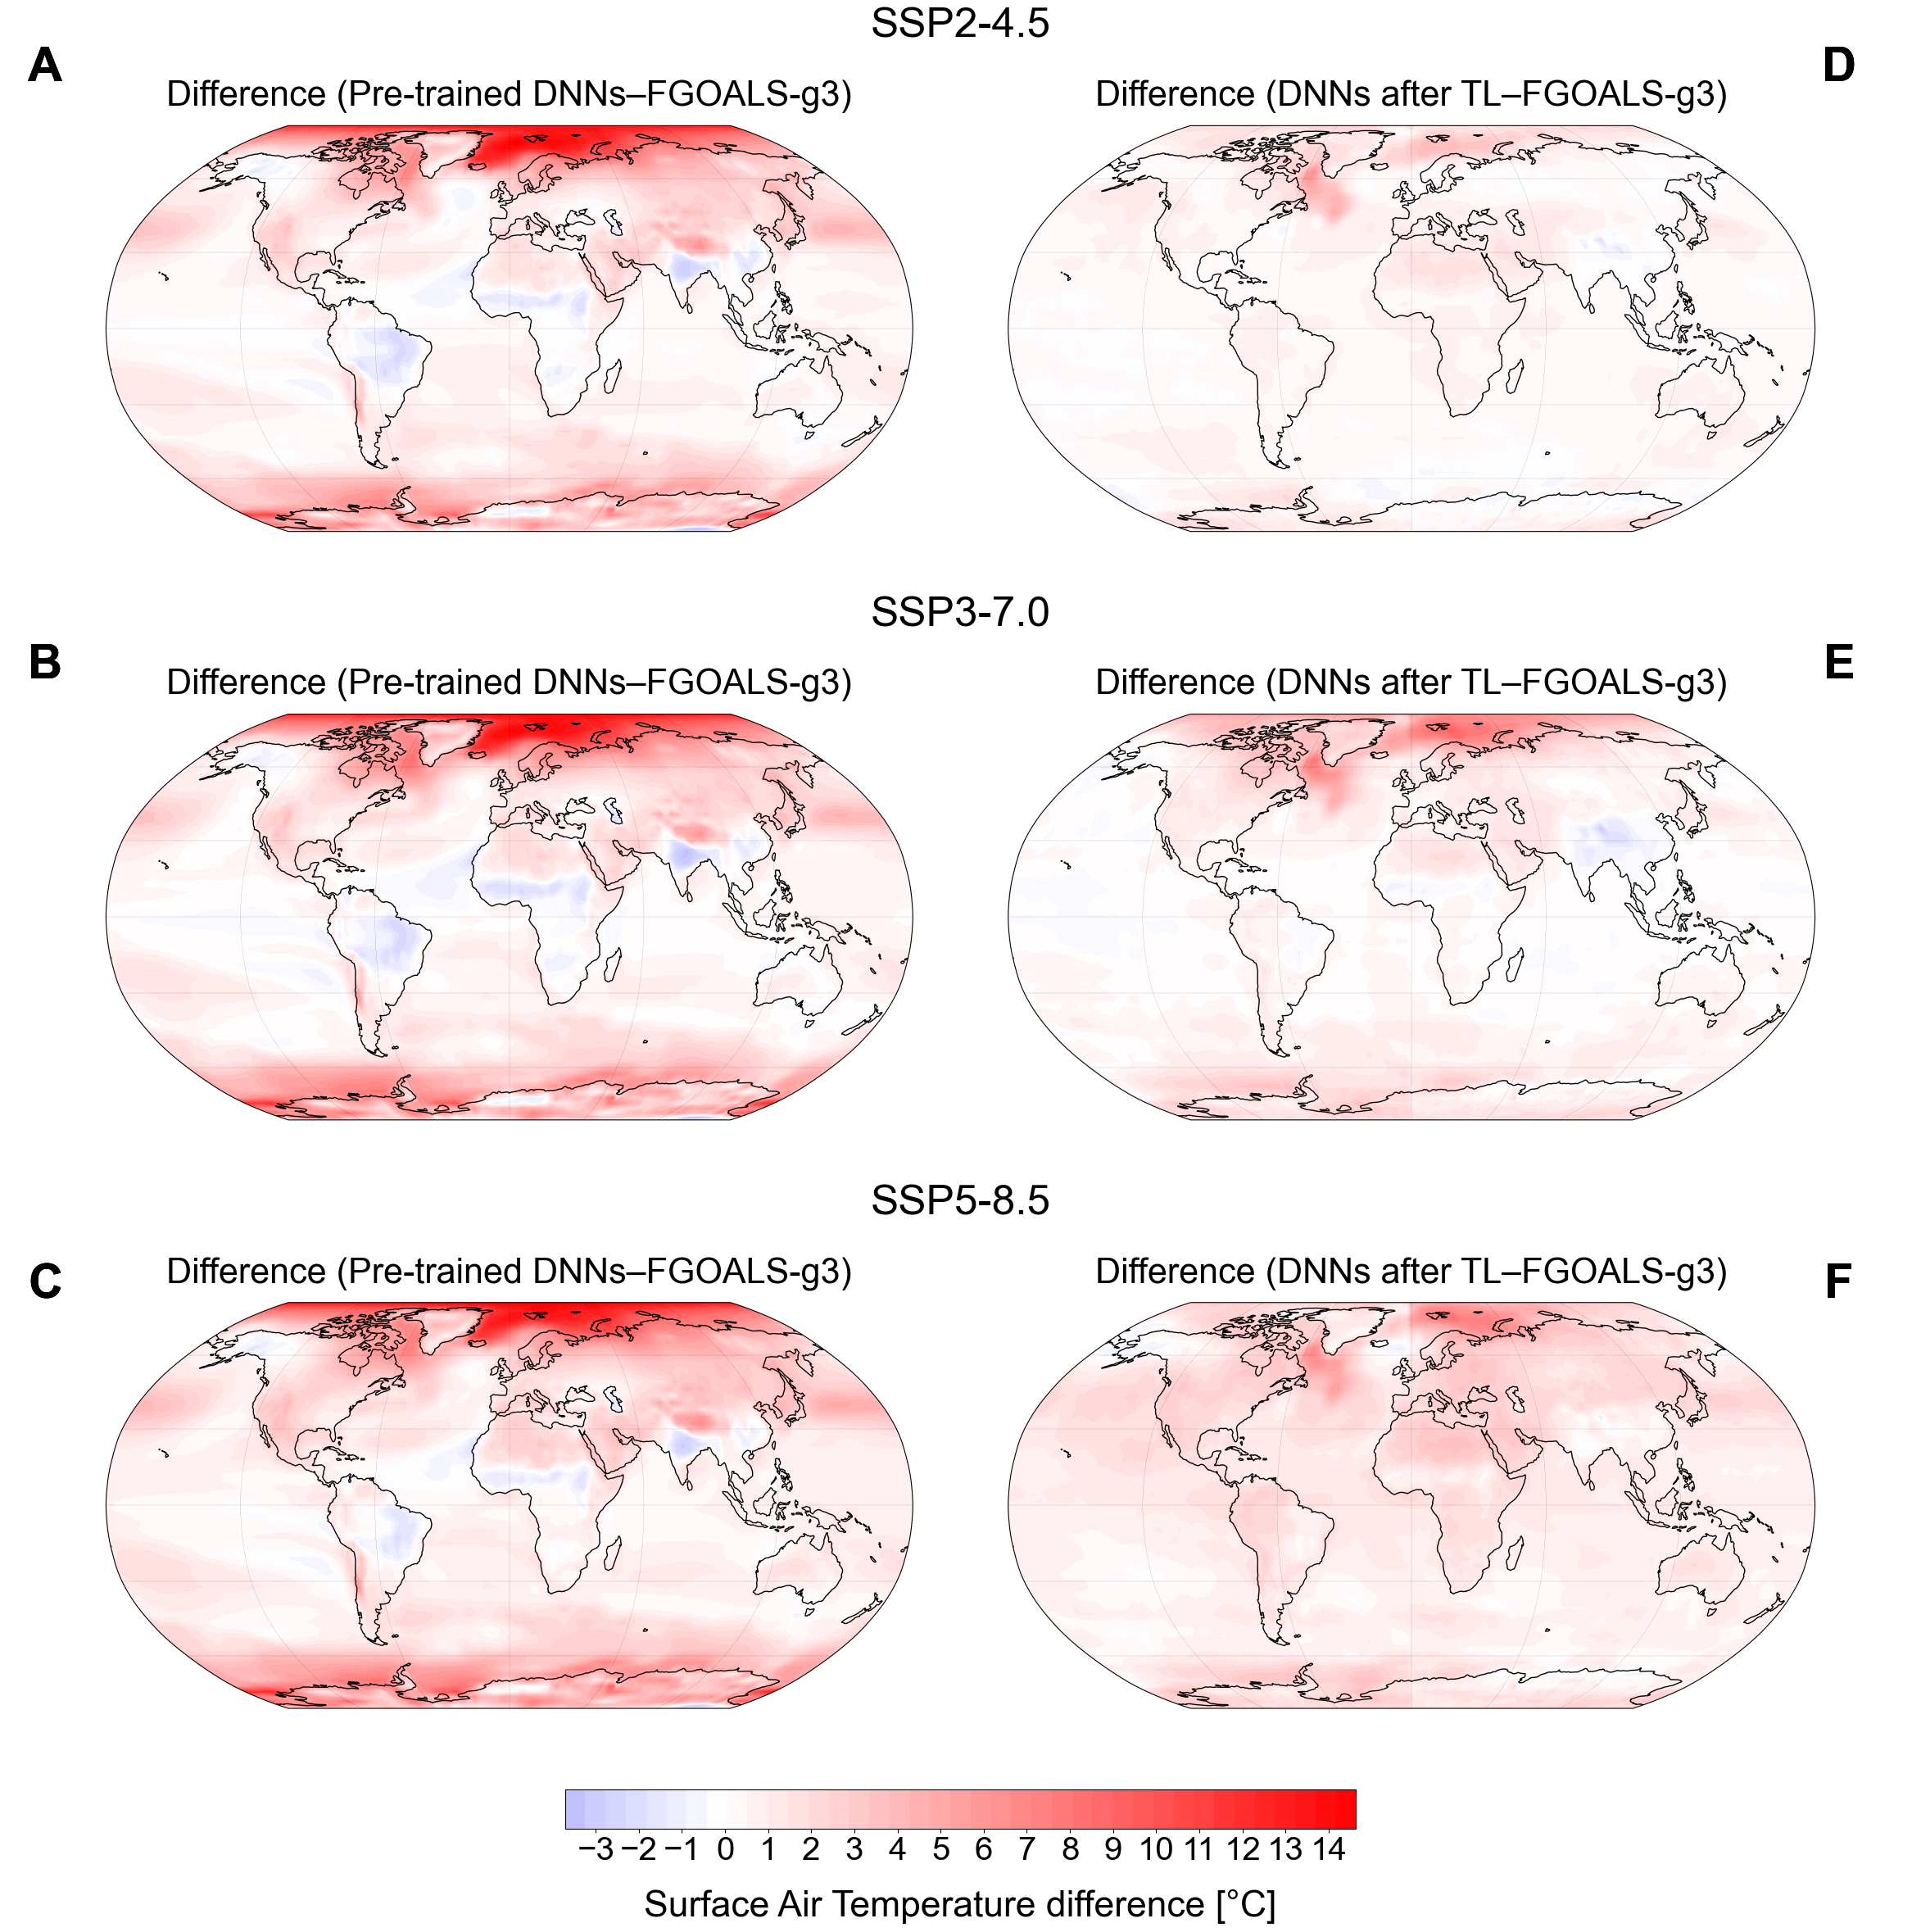 SSP2-4.5
A
D
Difference (Pre-trained DNNs–FGOALS-g3)
Difference (DNNs after TL–FGOALS-g3)
SSP3-7.0
B
E
Difference (Pre-trained DNNs–FGOALS-g3)
Difference (DNNs after TL–FGOALS-g3)
SSP5-8.5
C
F
Difference (Pre-trained DNNs–FGOALS-g3)
Difference (DNNs after TL–FGOALS-g3)
−3 −2 −1 0 1 2 3 4 5 6 7 8 9 10 11 12 13 14
Surface Air Temperature difference [°C]